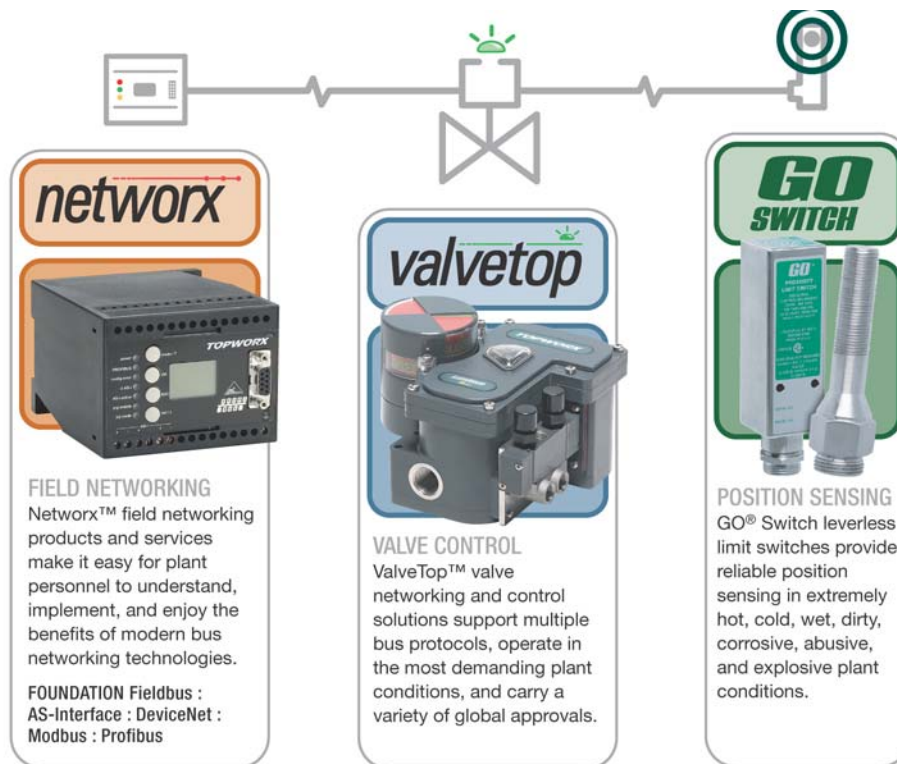 networx
FIELD NETWORKING
Networx™ field networking
products and services
make it easy for plant
personnel to understand,
implement, and enjoy the
benefits of modern bus
networking technologies.
FOUNDATION Fieldbus :
AS-Interface : DeviceNet :
Modbus : Profibus
TOPWORX
valvetop
TOPWORX
VALVE CONTROL
ValveTop™ valve
networking and control
solutions support multiple
bus protocols, operate in
the most demanding plant
conditions, and carry a
variety of global approvals.
GO
SWITCH
GO
PROXIMITY
LIMIT SWITCH
POSITION SENSING
GO® Switch leverless
limit switches provide
reliable position
sensing in extremely
hot, cold, wet, dirty,
corrosive, abusive,
and explosive plant
conditions.